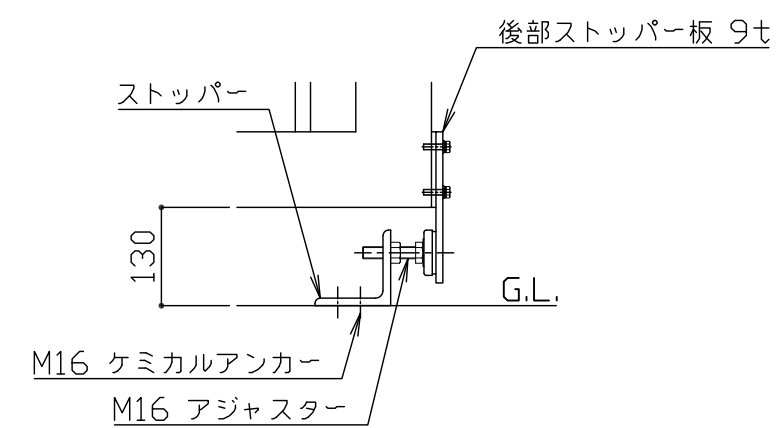 後部ストッパー板 9t
ストッパー
130
G.L.
M16 ケミカルアンカー
M16 アジャスター